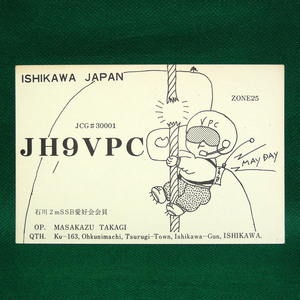 ISHIKAWA JAPAN
ZONE25
JCG#30001
VPC
JH9VPC
MAY DAY
石川2mSSB愛好会会員
OP. MASAKAZU TAKAGI
QTH. Ku-163, Ohkunimachi, Tsurugi-Town, Ishikawa-Gun, ISHIKAWA.